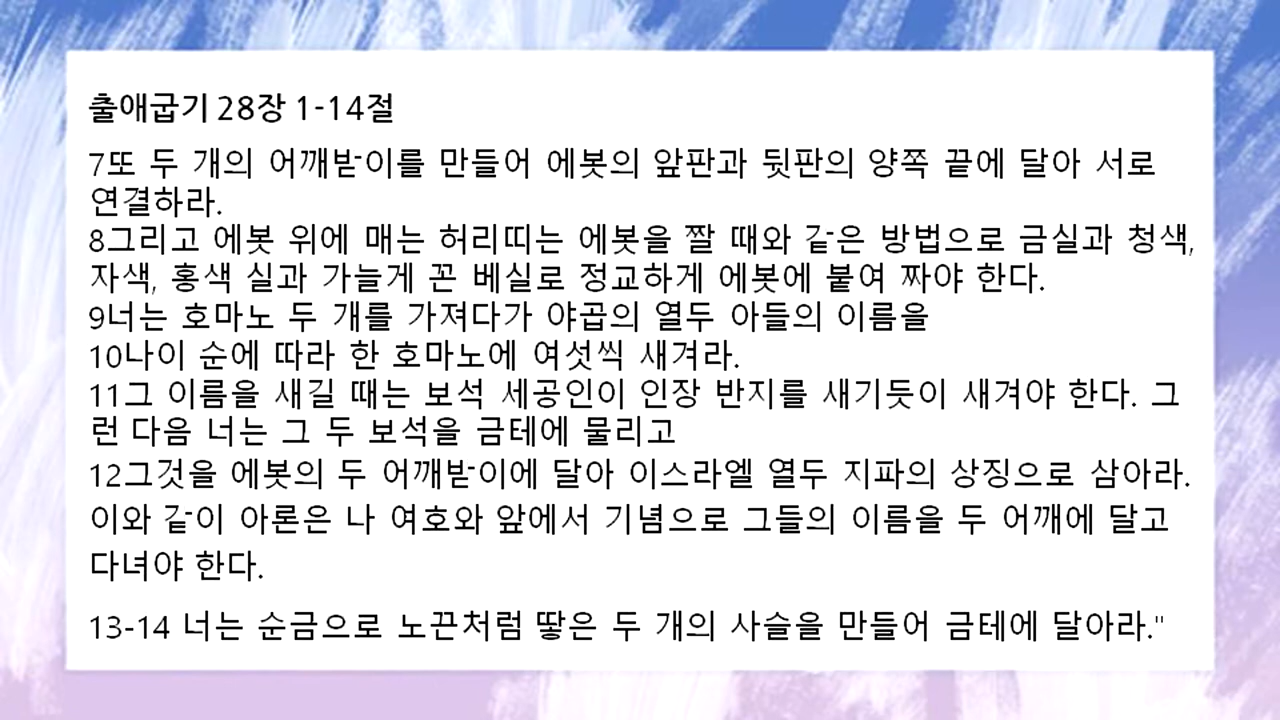 출애굽기 28장 1-14절
7또 두 개의 어깨받이를 만들어 에봇의 앞판과 뒷판의 양쪽 끝에 달아 서로
연결하라.
8그리고 에봇 위에 매는 허리띠는 에봇을 짤 때와 같은 방법으로 금실과 청색,
자색, 홍색 실과 가늘게 꼰 베실로 정교하게 에봇에 붙여 짜야 한다.
9너는 호마노 두 개를 가져다가 야곱의 열두 아들의 이름을
10나이 순에 따라 한 호마노에 여섯씩 새겨라.
11그 이름을 새길 때는 보석 세공인이 인장 반지를 새기듯이 새겨야 한다. 그
런 다음 너는 그 두 보석을 금테에 물리고
12그것을 에봇의 두 어깨받이에 달아 이스라엘 열두 지파의 상징으로 삼아라.
이와 같이 아론은 나 여호와 앞에서 기념으로 그들의 이름을 두 어깨에 달고
다녀야 한다.
13-14 너는 순금으로 노끈처럼 땋은 두 개의 사슬을 만들어 금테에 달아라."